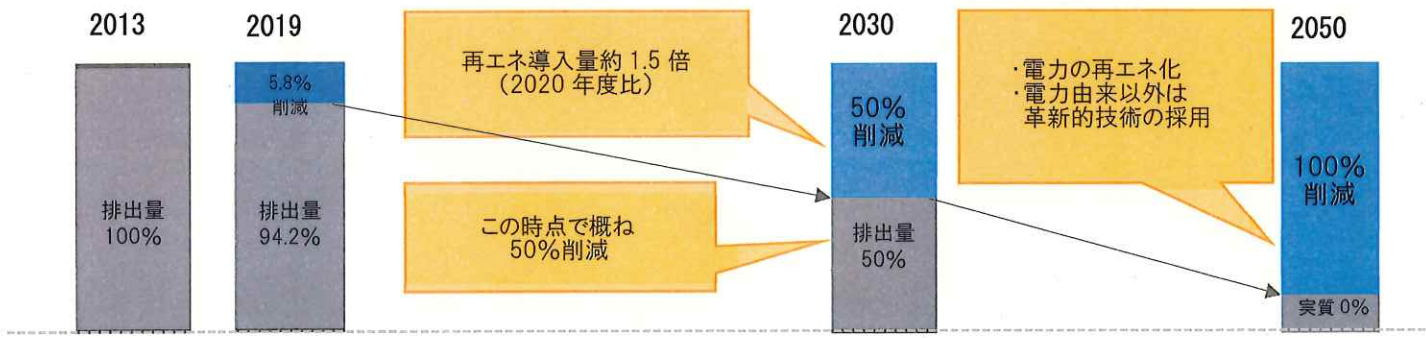 2013
2019
2030
2050
5.8%
削減
排出量
100%
排出量
94.2%
再エネ導入量約 1.5 倍
（2020 年度比）
この時点で概ね
50%削減
50%
削減
排出量
50%
・電力の再エネ化
・電力由来以外は
革新的技術の採用
100%
削減
実質 0%